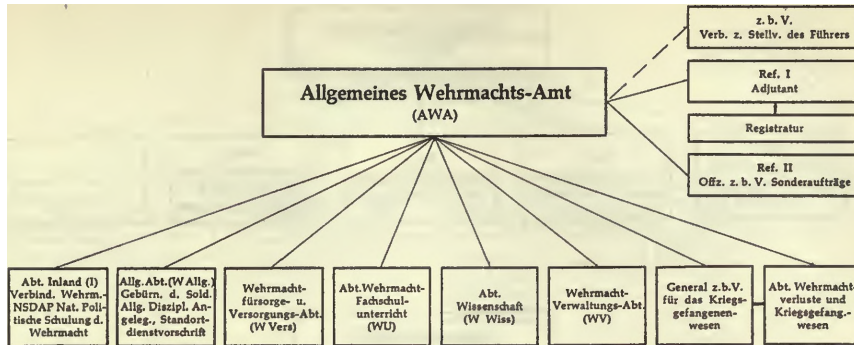 z. b. V.
Verb. z. Stellv. des Führers
Allgemeines Wehrmachts-Amt
(AWA)
Ref. I
Adjutant
Registratur
Ref. II
Offz. z. b. V. Sonderaufträge
Abt. Inland (I)
Verbind. Wehrm.-
NSDAP Nat. Poli-
tische Schulung d.
Wehrmacht
Allg. Abt. (W Allg.)
Gebürn. d. Sold.
Allg. Diszipl. An-
geleg., Standort-
dienstvorschrift
Wehrmacht-
fürsorge- u.
Versorgungs-Abt.
(W Vers)
Abt. Wehrmacht-
Fachschul-
unterricht
(WU)
Abt.
Wissenschaft
(W Wiss)
Wehrmacht-
Verwaltungs-Abt.
(WV)
General z.b.V.
für das Kriegs-
gefangenen-
wesen
Abt. Wehrmacht-
verluste und
Kriegsgefang.-
wesen